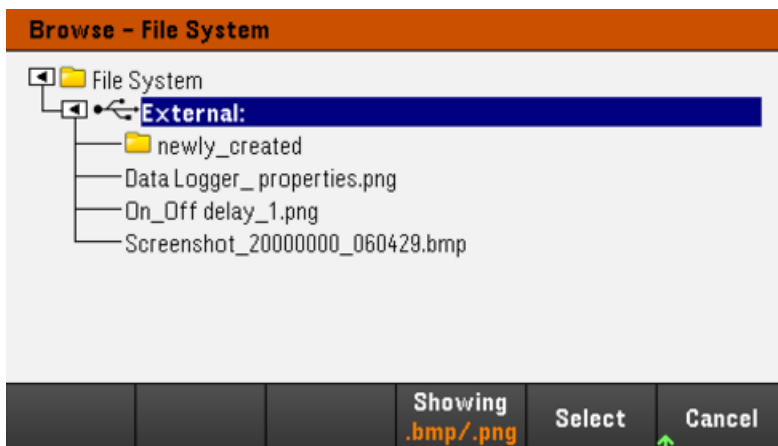 Browse - File System
File System
External:
newly_created
Data Logger_ properties.png
On_Off delay_1.png
Screenshot_20000000_060429.bmp
Showing
.bmp/.png
Select
Cancel